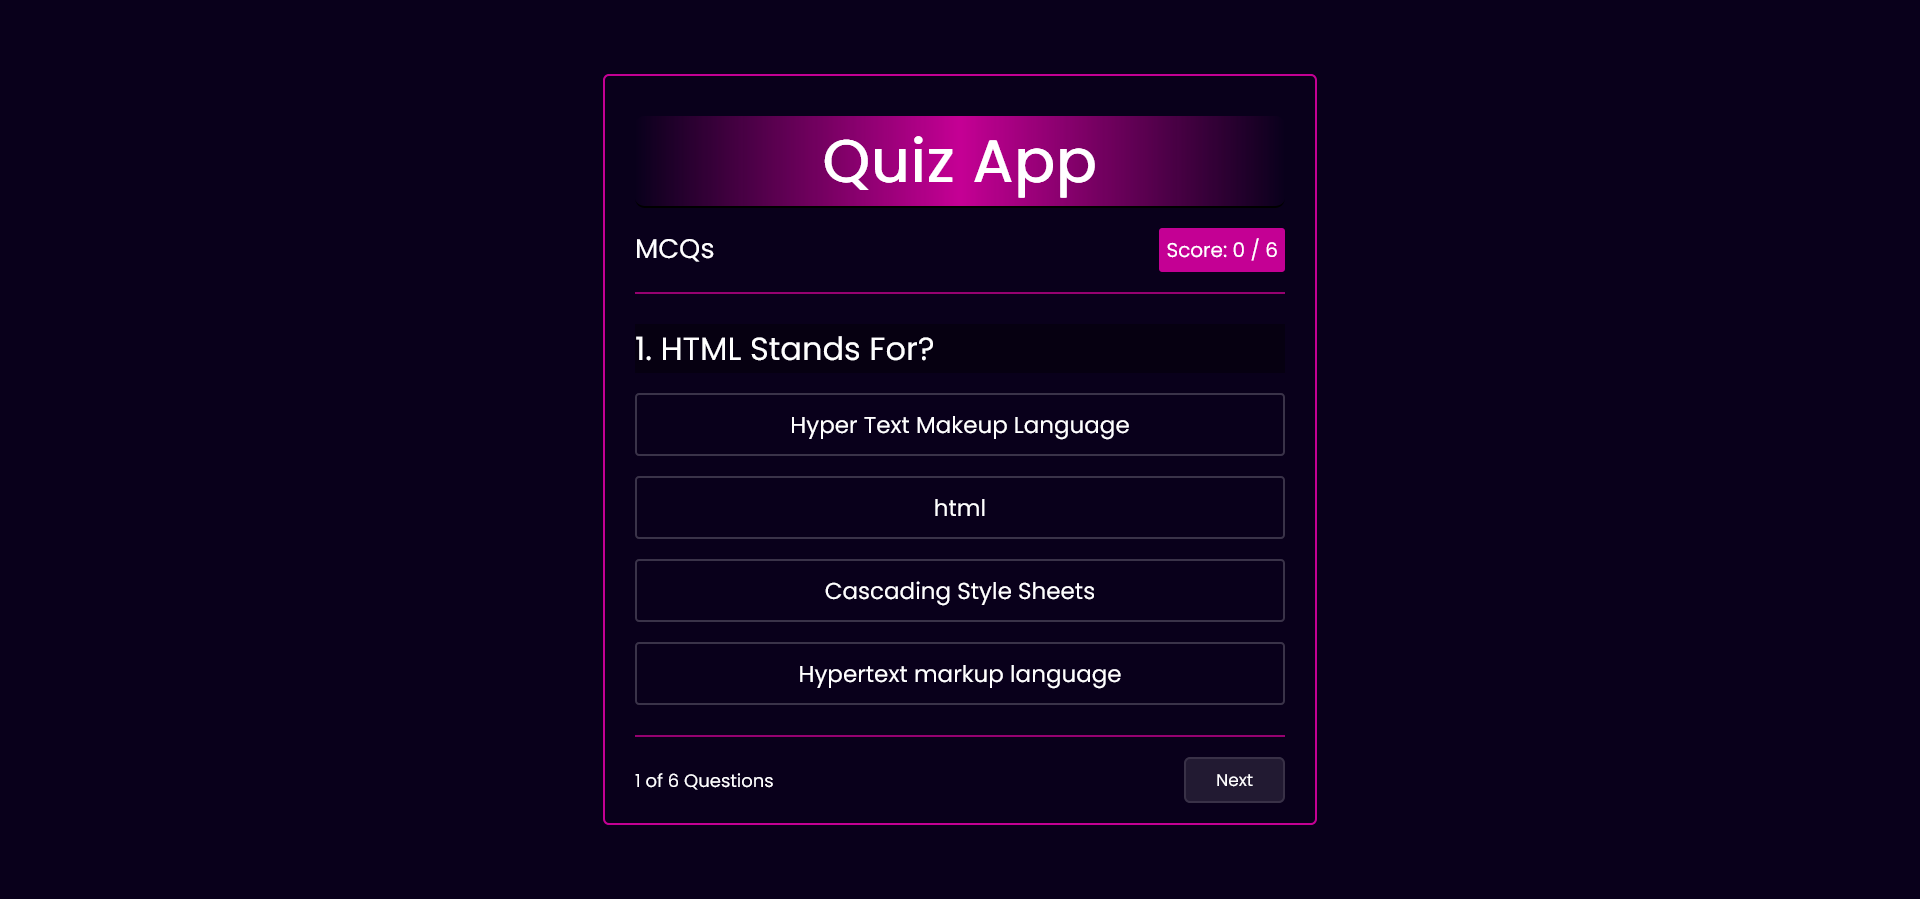 Quiz App
MCQs
Score: 0 / 6
1. HTML Stands For?
Hyper Text Makeup Language
html
Cascading Style Sheets
Hypertext markup language
1 of 6 Questions
Next